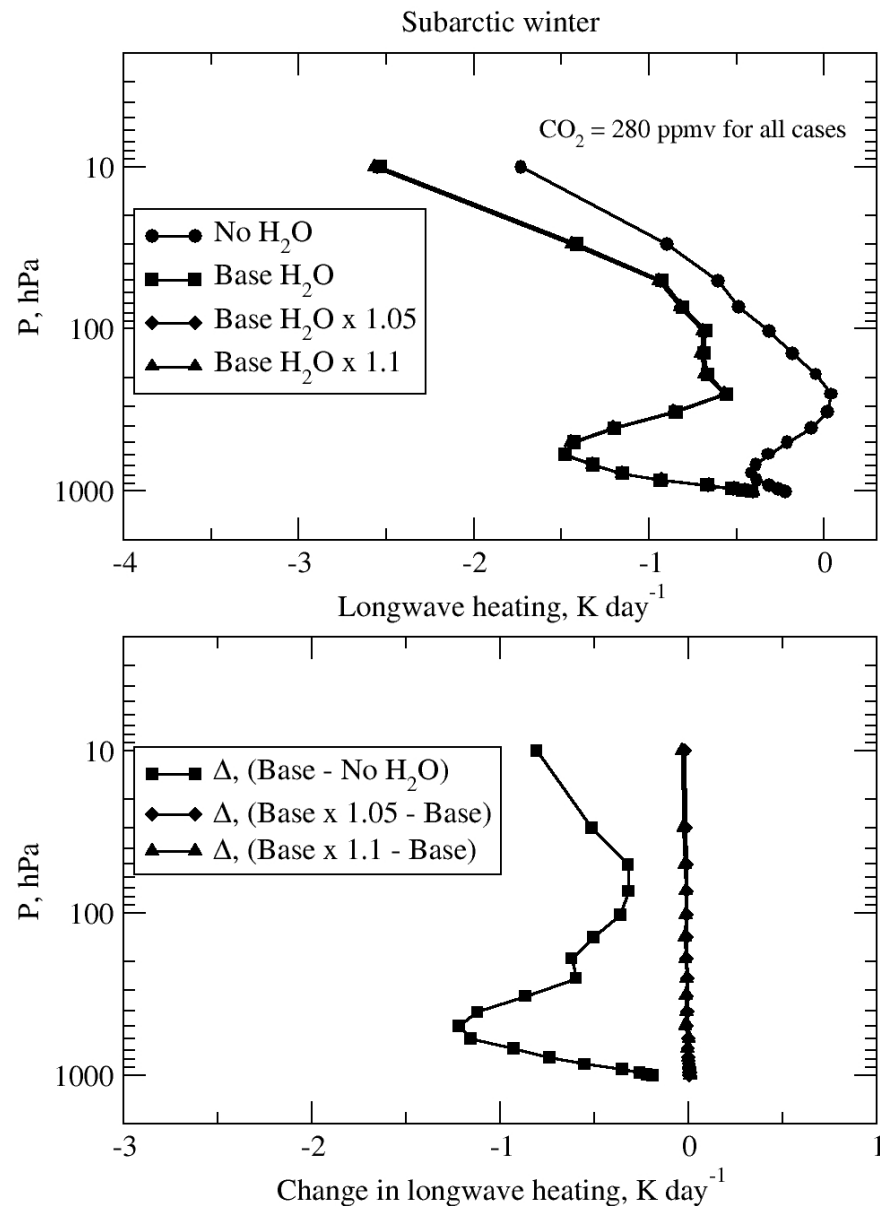 Subarctic winter
CO₂ = 280 ppmv for all cases
P, hPa
10
100
1000
No H₂O
Base H₂O
Base H₂O x 1.05
Base H₂O x 1.1
-4 -3 -2 -1 0
Longwave heating, K day⁻¹
P, hPa
10
100
1000
Δ, (Base - No H₂O)
Δ, (Base x 1.05 - Base)
Δ, (Base x 1.1 - Base)
-3 -2 -1 0 1
Change in longwave heating, K day⁻¹